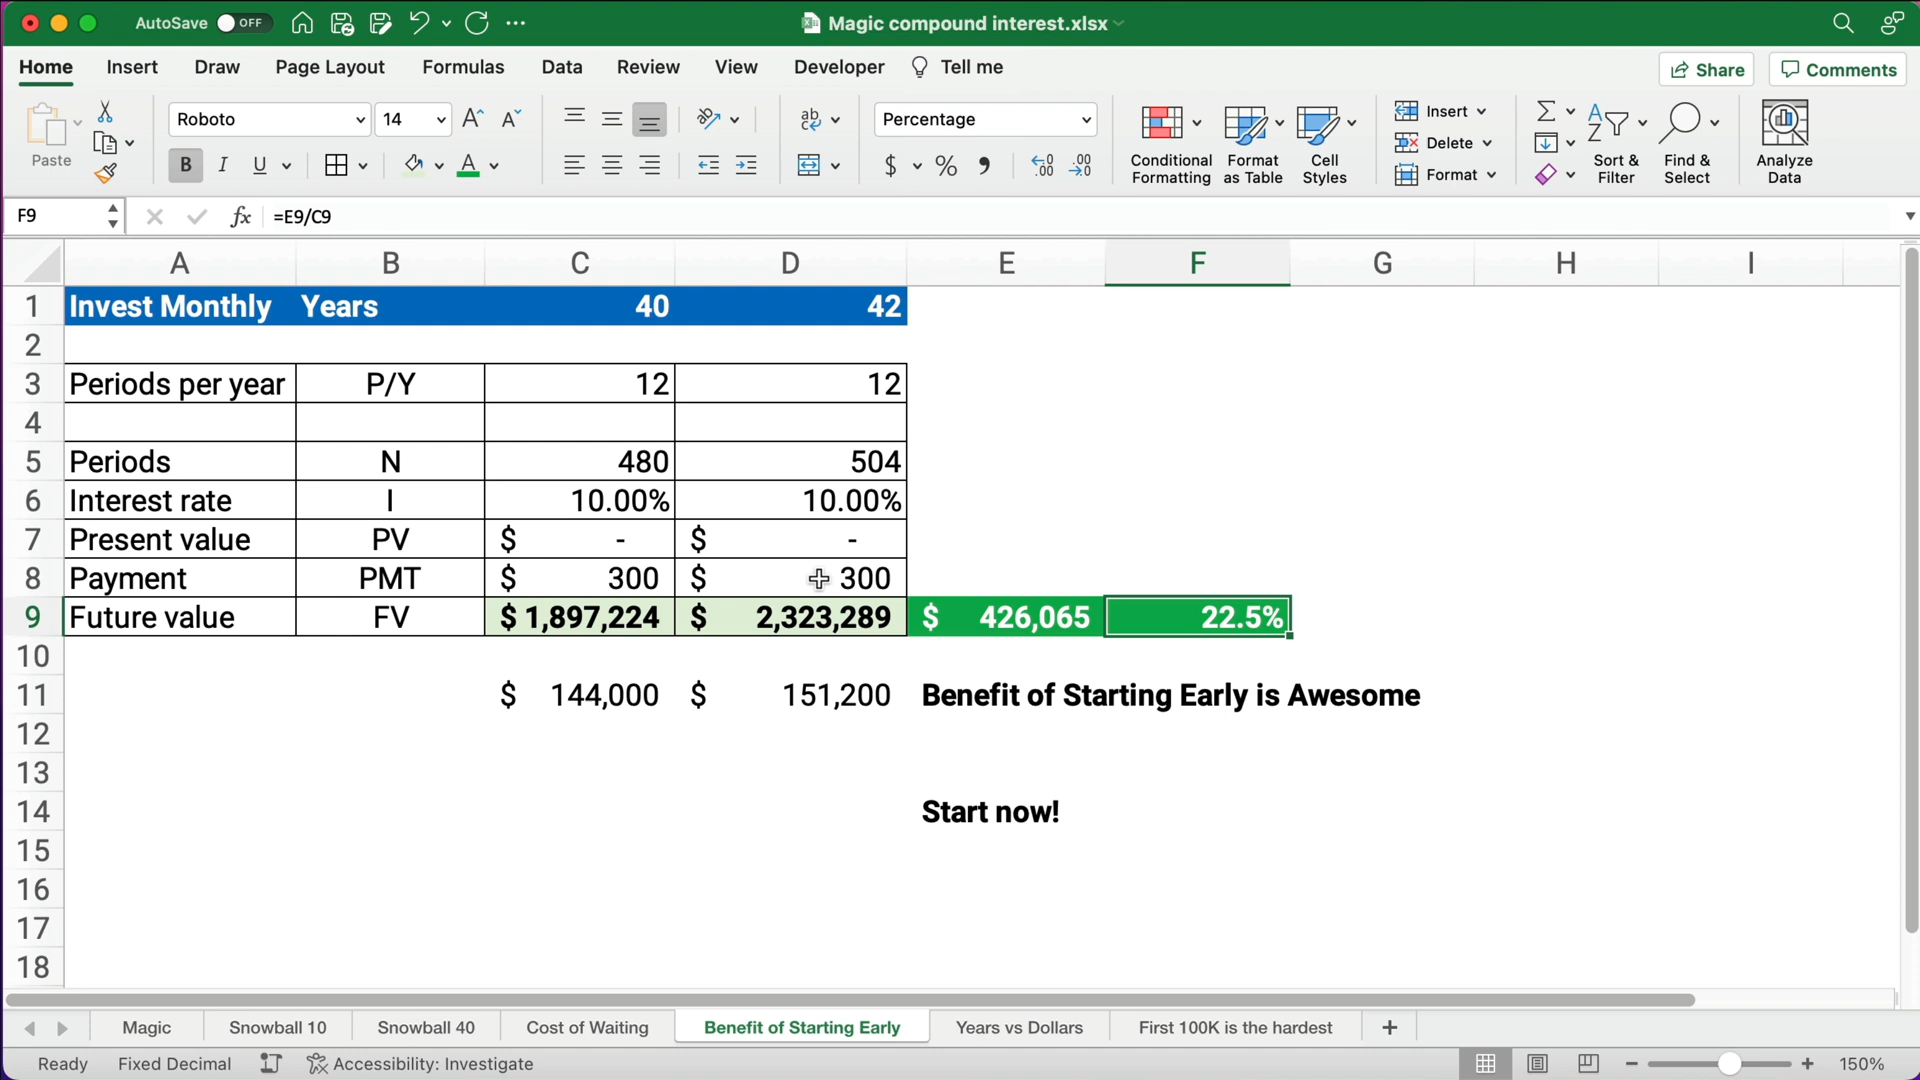 AutoSave OFF Magic compound interest.xlsx
Home Insert Draw Page Layout Formulas Data Review View Developer Tell me Share Comments
Paste Roboto 14 Percentage Insert Delete Format
B I U $ % Conditional Formatting Format as Table Cell Styles Sort & Filter Find & Select Analyze Data
F9 fx =E9/C9
A B C D E F G H I
1 Invest Monthly Years 40 42
2
3 Periods per year P/Y 12 12
4
5 Periods N 480 504
6 Interest rate I 10.00% 10.00%
7 Present value PV $ - $ -
8 Payment PMT $ 300 $ 300
9 Future value FV $ 1,897,224 $ 2,323,289 $ 426,065 22.5%
10
11 $ 144,000 $ 151,200 Benefit of Starting Early is Awesome
12
13
14 Start now!
15
16
17
18
Magic Snowball 10 Snowball 40 Cost of Waiting Benefit of Starting Early Years vs Dollars First 100K is the hardest +
Ready Fixed Decimal Accessibility: Investigate 150%